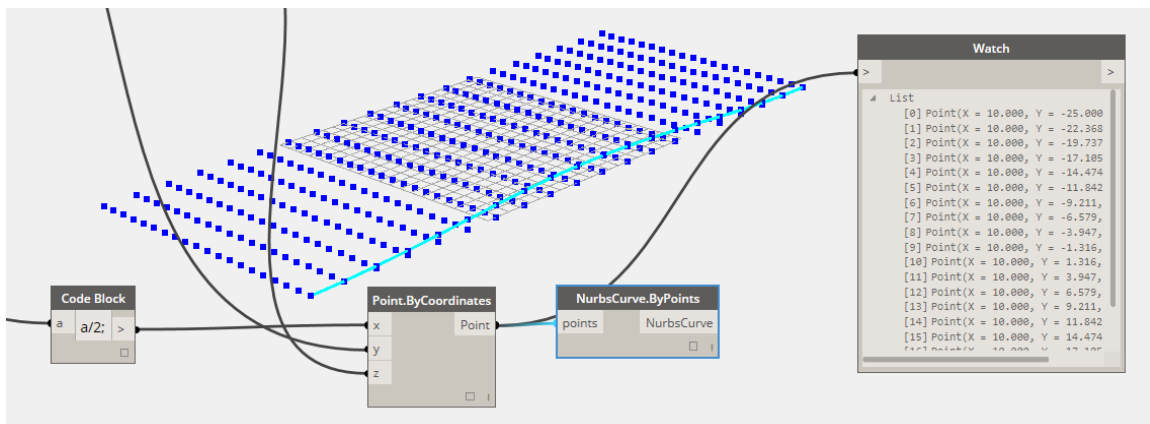 Watch
> >
List
[0] Point(X = 10.000, Y = -25.000
[1] Point(X = 10.000, Y = -22.368
[2] Point(X = 10.000, Y = -19.737
[3] Point(X = 10.000, Y = -17.105
[4] Point(X = 10.000, Y = -14.474
[5] Point(X = 10.000, Y = -11.842
[6] Point(X = 10.000, Y = -9.211,
[7] Point(X = 10.000, Y = -6.579,
[8] Point(X = 10.000, Y = -3.947,
[9] Point(X = 10.000, Y = -1.316,
[10] Point(X = 10.000, Y = 1.316,
[11] Point(X = 10.000, Y = 3.947,
[12] Point(X = 10.000, Y = 6.579,
[13] Point(X = 10.000, Y = 9.211,
[14] Point(X = 10.000, Y = 11.842
[15] Point(X = 10.000, Y = 14.474
Code Block
a a/2; >
Point.ByCoordinates
x Point
y
z
NurbsCurve.ByPoints
points NurbsCurve